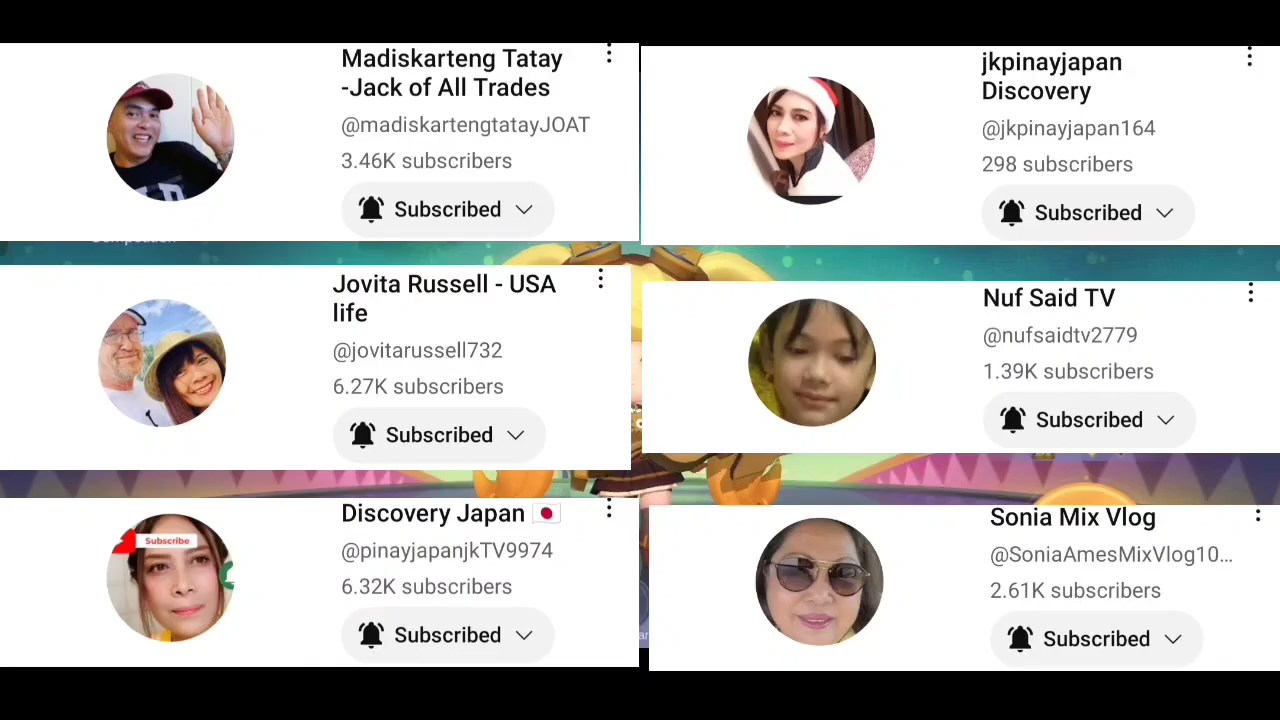 Madiskarteng Tatay
-Jack of All Trades
@madiskartengtatayJOAT
3.46K subscribers
Subscribed
jkpinayjapan
Discovery
@jkpinayjapan164
298 subscribers
Subscribed
Jovita Russell - USA
life
@jovitarussell732
6.27K subscribers
Subscribed
Nuf Said TV
@nufsaidtv2779
1.39K subscribers
Subscribed
Subscribe
Discovery Japan 🇯🇵
@pinayjapanjkTV9974
6.32K subscribers
Subscribed
Sonia Mix Vlog
@SoniaAmesMixVlog10...
2.61K subscribers
Subscribed